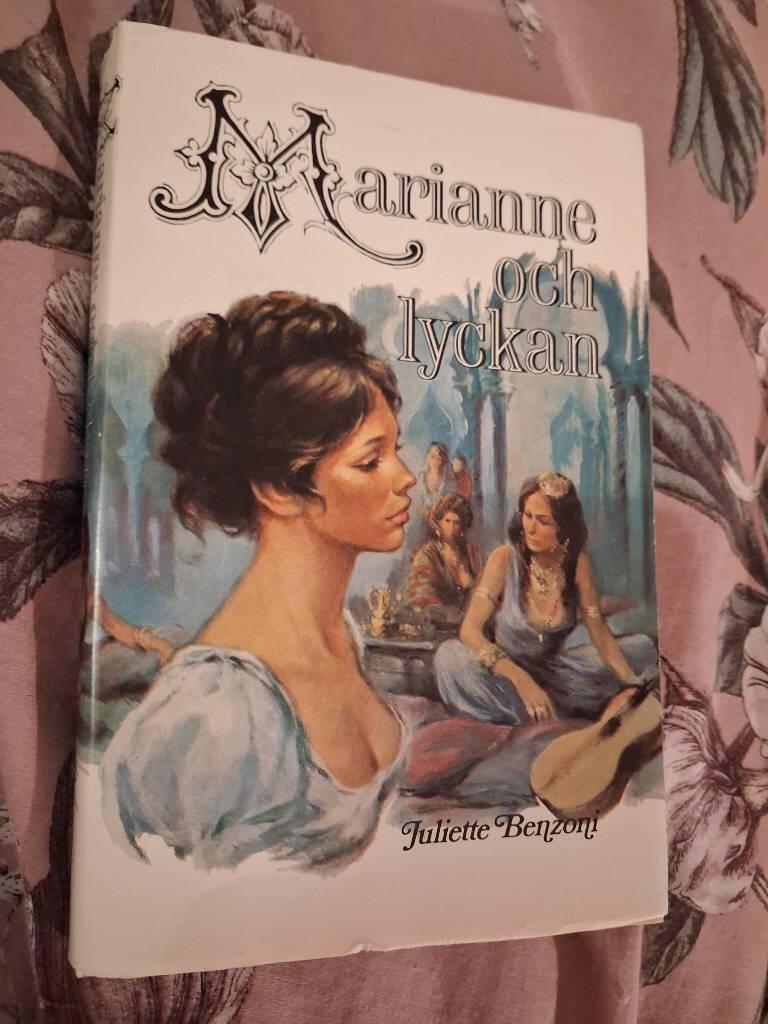 Marianne
och
lyckan
Juliette Benzoni